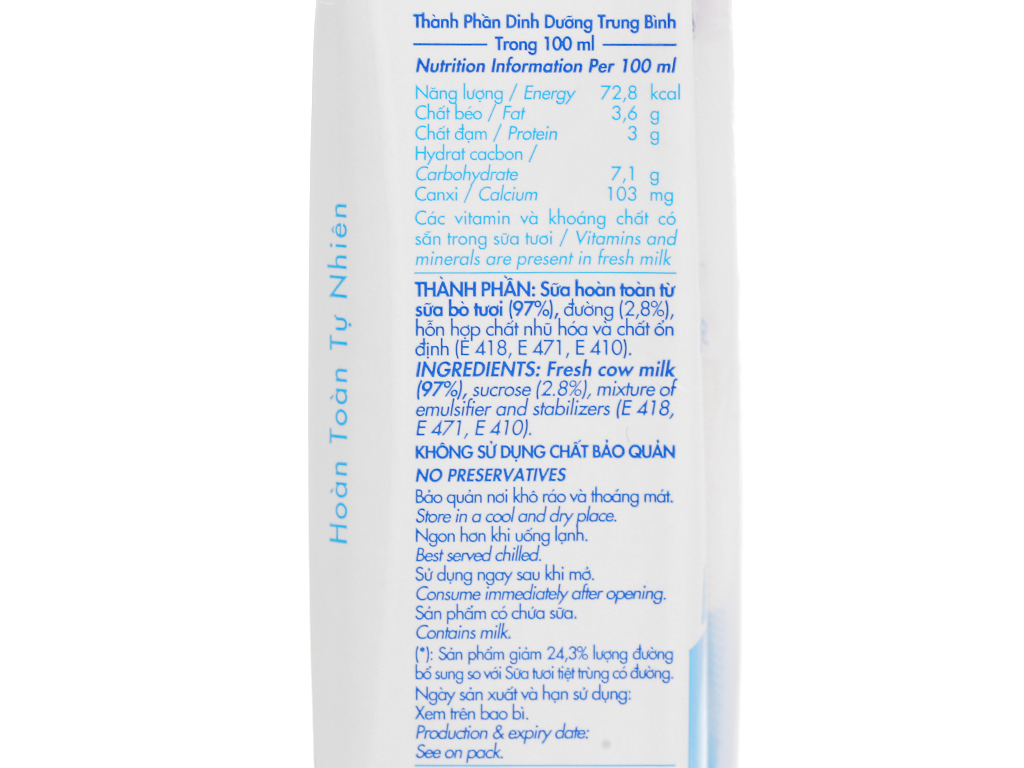 Thành Phần Dinh Dưỡng Trung Bình
Trong 100 ml
Nutrition Information Per 100 ml
Năng lượng / Energy 72,8 kcal
Chất béo / Fat 3,6 g
Chất đạm / Protein 3 g
Hydrat cacbon /
Carbohydrate 7,1 g
Canxi / Calcium 103 mg
Các vitamin và khoáng chất có
sẵn trong sữa tươi / Vitamins and
minerals are present in fresh milk
THÀNH PHẦN: Sữa hoàn toàn từ
sữa bò tươi (97%), đường (2,8%),
hỗn hợp chất nhũ hóa và chất ổn
định (E 418, E 471, E 410).
INGREDIENTS: Fresh cow milk
(97%), sucrose (2.8%), mixture of
emulsifier and stabilizers (E 418,
E 471, E 410).
KHÔNG SỬ DỤNG CHẤT BẢO QUẢN
NO PRESERVATIVES
Bảo quản nơi khô ráo và thoáng mát.
Store in a cool and dry place.
Ngon hơn khi uống lạnh.
Best served chilled.
Sử dụng ngay sau khi mở.
Consume immediately after opening.
Sản phẩm có chứa sữa.
Contains milk.
(*): Sản phẩm giảm 24,3% lượng đường
bổ sung so với Sữa tươi tiệt trùng có đường.
Ngày sản xuất và hạn sử dụng:
Xem trên bao bì.
Production & expiry date:
See on pack.
Hoàn Toàn Tự Nhiên